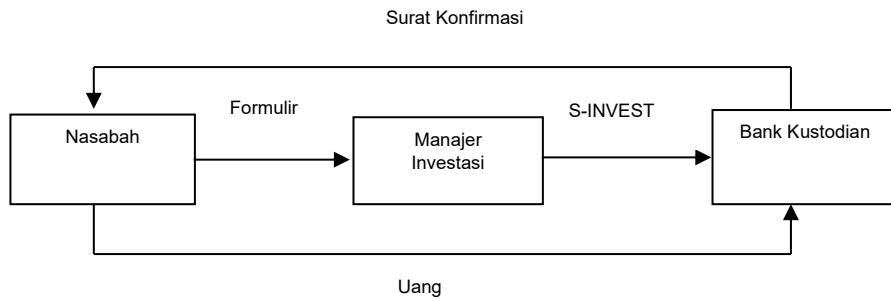 Surat Konfirmasi
Formulir
S-INVEST
Nasabah
Manajer
Investasi
Bank Kustodian
Uang